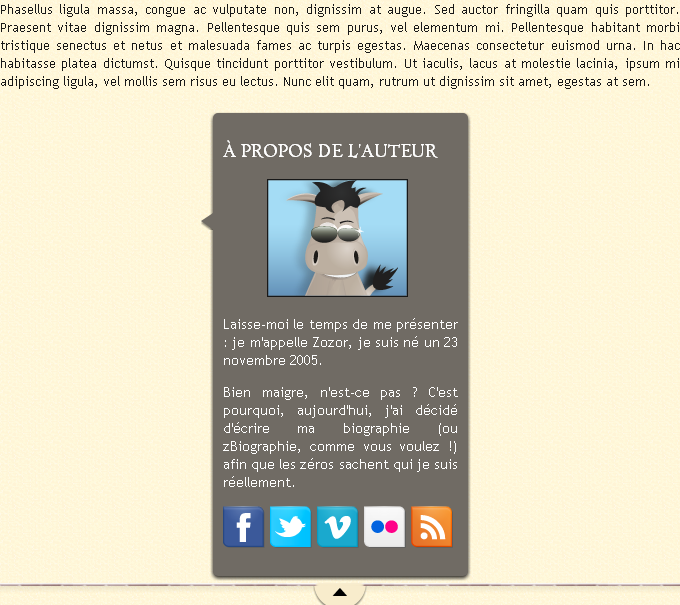 Phasellus ligula massa, congue ac vulputate non, dignissim at augue. Sed auctor fringilla quam quis porttitor.
Praesent vitae dignissim magna. Pellentesque quis sem purus, vel elementum mi. Pellentesque habitant morbi
tristique senectus et netus et malesuada fames ac turpis egestas. Maecenas consectetur euismod urna. In hac
habitasse platea dictumst. Quisque tincidunt porttitor vestibulum. Ut iaculis, lacus at molestie lacinia, ipsum mi
adipiscing ligula, vel mollis sem risus eu lectus. Nunc elit quam, rutrum ut dignissim sit amet, egestas at sem.
À PROPOS DE L'AUTEUR
Laisse-moi le temps de me présenter
: je m'appelle Zozor, je suis né un 23
novembre 2005.
Bien maigre, n'est-ce pas ? C'est
pourquoi, aujourd'hui, j'ai décidé
d'écrire ma biographie (ou
zBiographie, comme vous voulez !)
afin que les zéros sachent qui je suis
réellement.